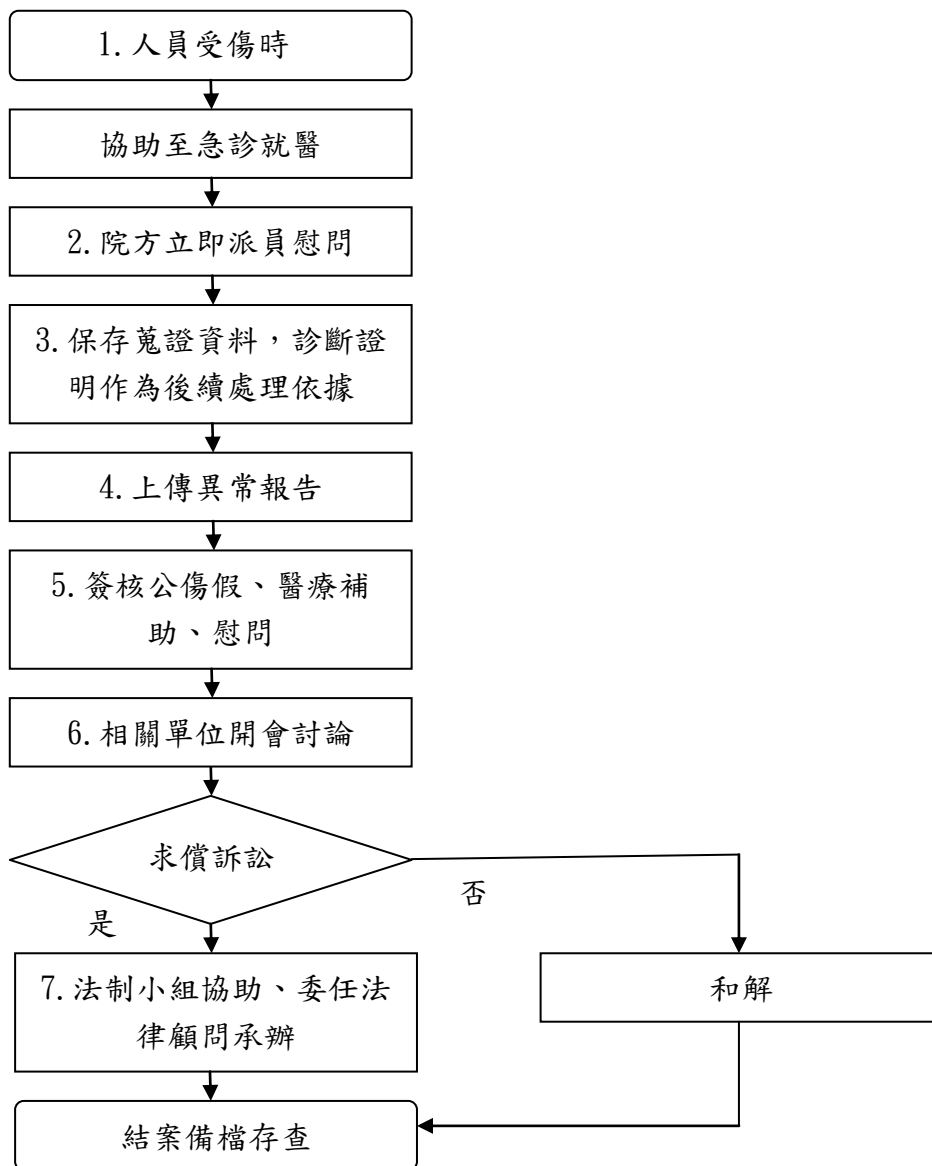 1.人員受傷時
協助至急診就醫
2.院方立即派員慰問
3.保存蒐證資料，診斷證
明作為後續處理依據
4.上傳異常報告
5.簽核公傷假、醫療補
助、慰問
6.相關單位開會討論
求償訴訟
否
是
7.法制小組協助、委任法
律顧問承辦
和解
結案備檔存查